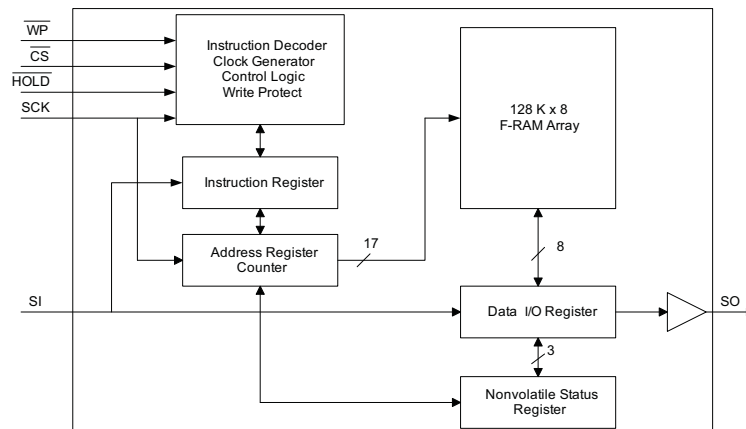 WP
CS
HOLD
SCK
Instruction Decoder
Clock Generator
Control Logic
Write Protect
128 K x 8
F-RAM Array
Instruction Register
Address Register
Counter
17
8
SI
Data I/O Register
SO
3
Nonvolatile Status
Register